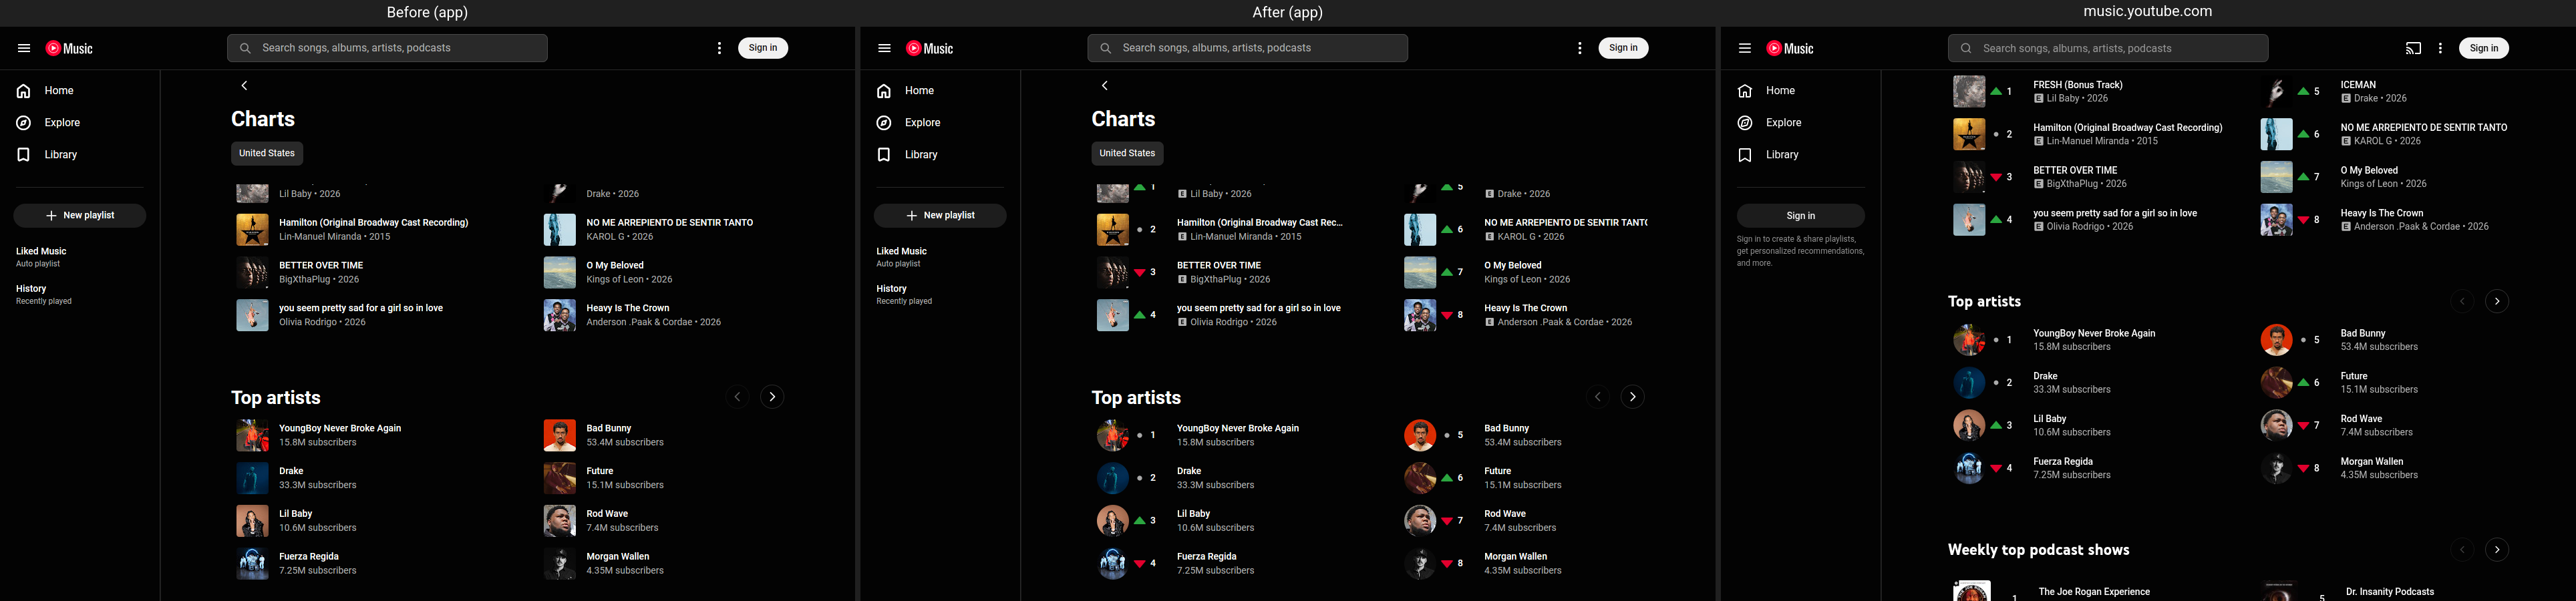 Before (app)
Music
Search songs, albums, artists, podcasts
Sign in
Home
Explore
Library
New playlist
Liked Music
Auto playlist
History
Recently played
Charts
United States
Lil Baby • 2026
Drake • 2026
Hamilton (Original Broadway Cast Recording)
Lin-Manuel Miranda • 2015
NO ME ARREPIENTO DE SENTIR TANTO
KAROL G • 2026
BETTER OVER TIME
BigXthaPlug • 2026
O My Beloved
Kings of Leon • 2026
you seem pretty sad for a girl so in love
Olivia Rodrigo • 2026
Heavy Is The Crown
Anderson .Paak & Cordae • 2026
Top artists
YoungBoy Never Broke Again
15.8M subscribers
Bad Bunny
53.4M subscribers
Drake
33.3M subscribers
Future
15.1M subscribers
Lil Baby
10.6M subscribers
Rod Wave
7.4M subscribers
Fuerza Regida
7.25M subscribers
Morgan Wallen
4.35M subscribers
After (app)
Music
Search songs, albums, artists, podcasts
Sign in
Home
Explore
Library
New playlist
Liked Music
Auto playlist
History
Recently played
Charts
United States
1
E Lil Baby • 2026
5
E Drake • 2026
2
Hamilton (Original Broadway Cast Rec...
E Lin-Manuel Miranda • 2015
6
NO ME ARREPIENTO DE SENTIR TANTO
E KAROL G • 2026
3
BETTER OVER TIME
E BigXthaPlug • 2026
7
O My Beloved
Kings of Leon • 2026
4
you seem pretty sad for a girl so in love
E Olivia Rodrigo • 2026
8
Heavy Is The Crown
E Anderson .Paak & Cordae • 2026
Top artists
1
YoungBoy Never Broke Again
15.8M subscribers
5
Bad Bunny
53.4M subscribers
2
Drake
33.3M subscribers
6
Future
15.1M subscribers
3
Lil Baby
10.6M subscribers
7
Rod Wave
7.4M subscribers
4
Fuerza Regida
7.25M subscribers
8
Morgan Wallen
4.35M subscribers
music.youtube.com
Music
Search songs, albums, artists, podcasts
Sign in
Home
Explore
Library
Sign in
Sign in to create & share playlists,
get personalized recommendations,
and more.
1
FRESH (Bonus Track)
E Lil Baby • 2026
5
ICEMAN
E Drake • 2026
2
Hamilton (Original Broadway Cast Recording)
E Lin-Manuel Miranda • 2015
6
NO ME ARREPIENTO DE SENTIR TANTO
E KAROL G • 2026
3
BETTER OVER TIME
E BigXthaPlug • 2026
7
O My Beloved
Kings of Leon • 2026
4
you seem pretty sad for a girl so in love
E Olivia Rodrigo • 2026
8
Heavy Is The Crown
E Anderson .Paak & Cordae • 2026
Top artists
1
YoungBoy Never Broke Again
15.8M subscribers
5
Bad Bunny
53.4M subscribers
2
Drake
33.3M subscribers
6
Future
15.1M subscribers
3
Lil Baby
10.6M subscribers
7
Rod Wave
7.4M subscribers
4
Fuerza Regida
7.25M subscribers
8
Morgan Wallen
4.35M subscribers
Weekly top podcast shows
1
The Joe Rogan Experience
5
Dr. Insanity Podcasts